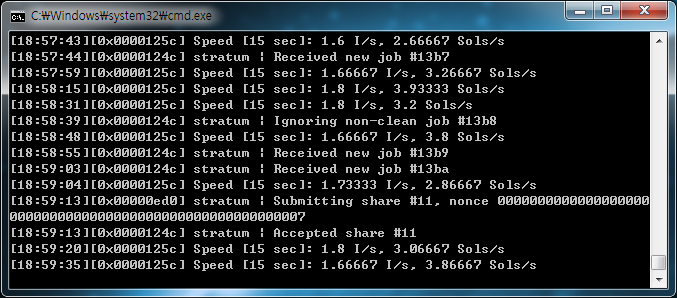 C:₩Windows₩system32₩cmd.exe
[18:57:43][0x0000125c] Speed [15 sec]: 1.6 I/s, 2.66667 Sols/s
[18:57:44][0x0000124c] stratum ¦ Received new job #13b7
[18:57:59][0x0000125c] Speed [15 sec]: 1.66667 I/s, 3.26667 Sols/s
[18:58:15][0x0000125c] Speed [15 sec]: 1.8 I/s, 3.93333 Sols/s
[18:58:31][0x0000125c] Speed [15 sec]: 1.8 I/s, 3.2 Sols/s
[18:58:39][0x0000124c] stratum ¦ Ignoring non-clean job #13b8
[18:58:48][0x0000125c] Speed [15 sec]: 1.66667 I/s, 3.8 Sols/s
[18:58:55][0x0000124c] stratum ¦ Received new job #13b9
[18:59:03][0x0000124c] stratum ¦ Received new job #13ba
[18:59:04][0x0000125c] Speed [15 sec]: 1.73333 I/s, 2.86667 Sols/s
[18:59:13][0x00000ed0] stratum ¦ Submitting share #11, nonce 0000000000000000000
0000000000000000000000000000000000007
[18:59:13][0x0000124c] stratum ¦ Accepted share #11
[18:59:20][0x0000125c] Speed [15 sec]: 1.8 I/s, 3.06667 Sols/s
[18:59:35][0x0000125c] Speed [15 sec]: 1.66667 I/s, 3.86667 Sols/s